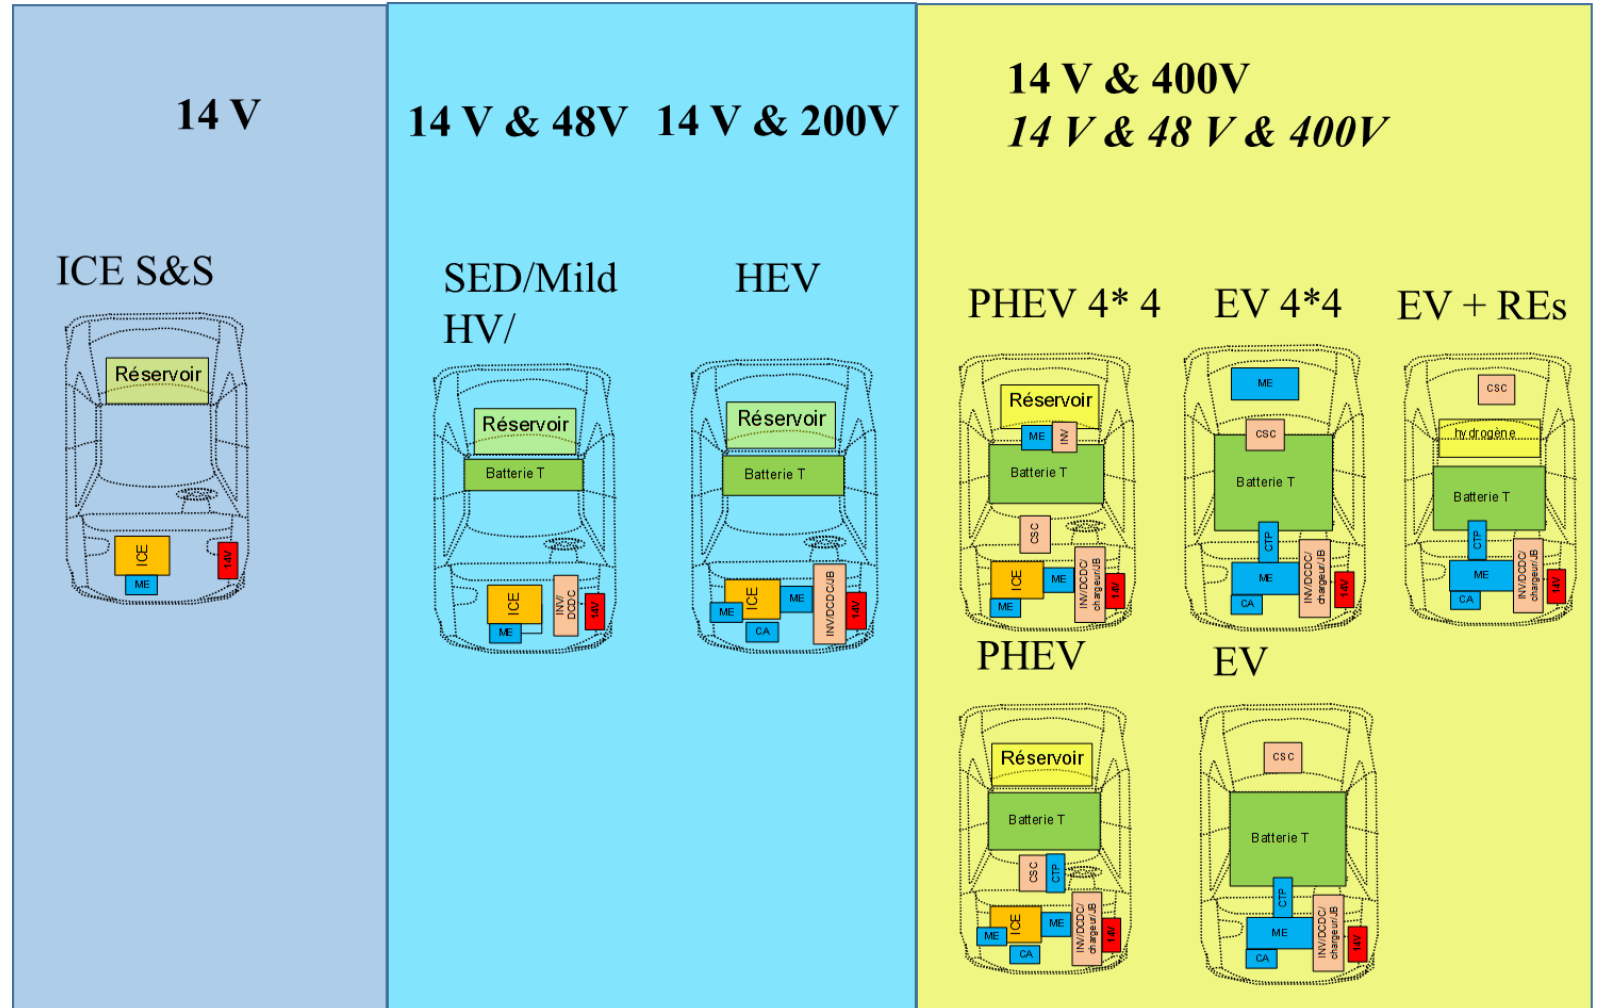 14 V
14 V & 48V
14 V & 200V
14 V & 400V
14 V & 48 V & 400V
ICE S&S
Réservoir
ICE
ME
14V
SED/Mild
HV/
Réservoir
Batterie T
ICE
ME
INV/
DCDC
14V
HEV
Réservoir
Batterie T
ME
ICE
ME
CA
INV/DCDC/JB
14V
PHEV 4* 4
Réservoir
ME
INV
Batterie T
CSC
ICE
ME
ME
INV/DCDC/
chargeur/JB
14V
EV 4*4
ME
CSC
Batterie T
CTP
ME
CA
INV/DCDC/
chargeur/JB
14V
EV + REs
CSC
hydrogène
Batterie T
CTP
ME
CA
INV/DCDC/
chargeur/JB
14V
PHEV
Réservoir
Batterie T
CSC
CTP
ME
ICE
ME
CA
INV/DCDC/
chargeur/JB
14V
EV
CSC
Batterie T
CTP
ME
CA
INV/DCDC/
chargeur/JB
14V